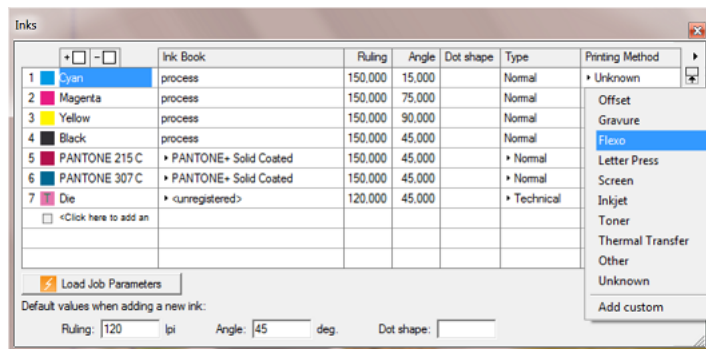 Inks
+ - Ink Book Ruling Angle Dot shape Type Printing Method
1 Cyan process 150,000 15,000 Normal Unknown
2 Magenta process 150,000 75,000 Normal
3 Yellow process 150,000 90,000 Normal
4 Black process 150,000 45,000 Normal
5 PANTONE 215 C PANTONE+ Solid Coated 150,000 45,000 Normal
6 PANTONE 307 C PANTONE+ Solid Coated 150,000 45,000 Normal
7 T Die <unregistered> 120,000 45,000 Technical
<Click here to add an
Offset
Gravure
Flexo
Letter Press
Screen
Inkjet
Toner
Thermal Transfer
Other
Unknown
Add custom
Load Job Parameters
Default values when adding a new ink:
Ruling: 120 lpi Angle: 45 deg. Dot shape: